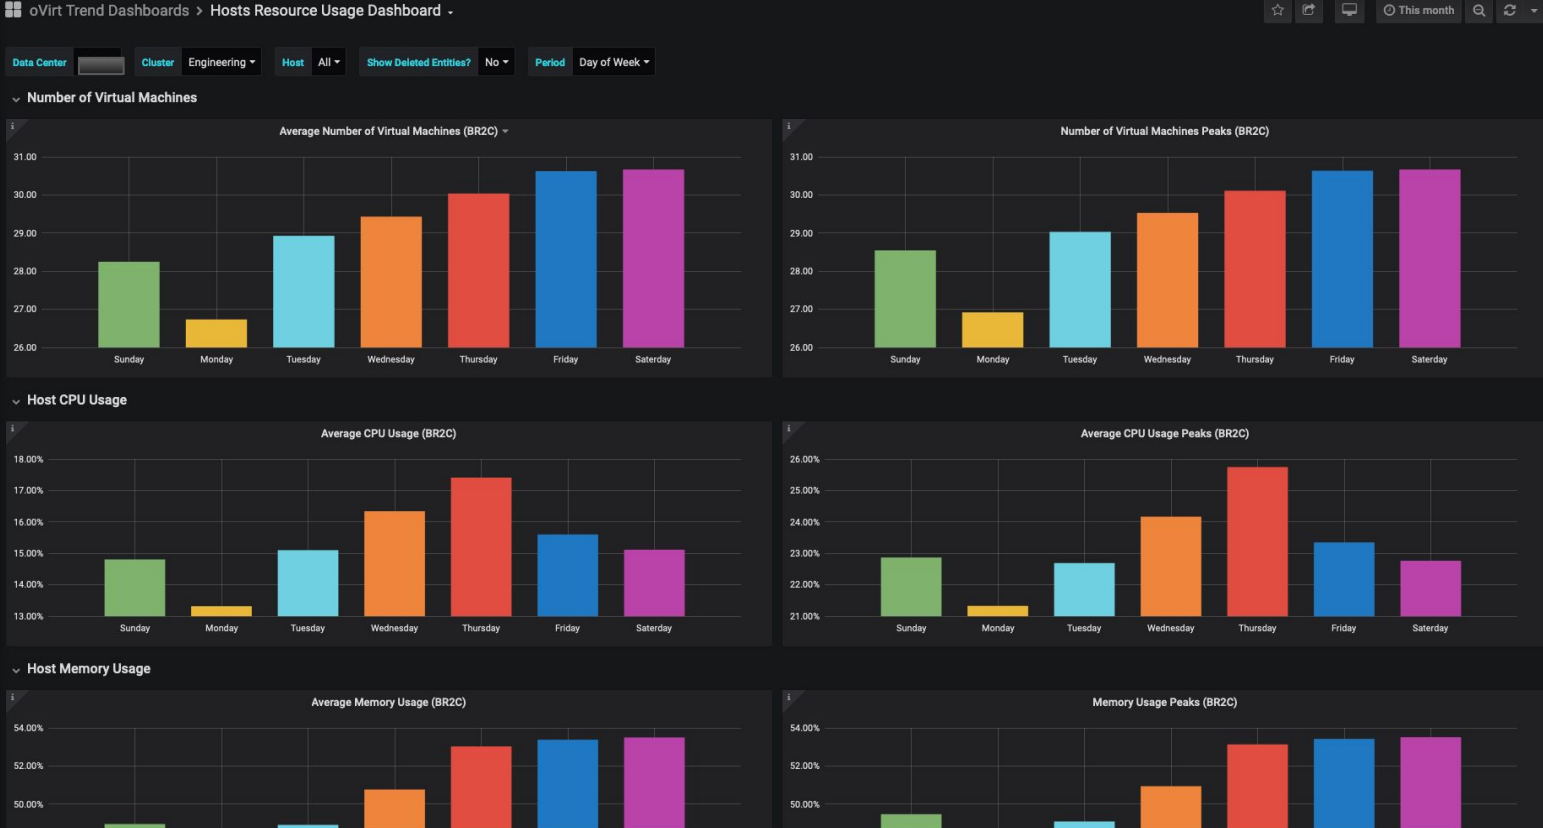 oVirt Trend Dashboards > Hosts Resource Usage Dashboard
This month
Data Center
Cluster Engineering
Host All
Show Deleted Entities? No
Period Day of Week
Number of Virtual Machines
i
Average Number of Virtual Machines (BR2C)
31.00
30.00
29.00
28.00
27.00
26.00
Sunday Monday Tuesday Wednesday Thursday Friday Saterday
i
Number of Virtual Machines Peaks (BR2C)
31.00
30.00
29.00
28.00
27.00
26.00
Sunday Monday Tuesday Wednesday Thursday Friday Saterday
Host CPU Usage
i
Average CPU Usage (BR2C)
18.00%
17.00%
16.00%
15.00%
14.00%
13.00%
Sunday Monday Tuesday Wednesday Thursday Friday Saterday
i
Average CPU Usage Peaks (BR2C)
26.00%
25.00%
24.00%
23.00%
22.00%
21.00%
Sunday Monday Tuesday Wednesday Thursday Friday Saterday
Host Memory Usage
i
Average Memory Usage (BR2C)
54.00%
52.00%
50.00%
i
Memory Usage Peaks (BR2C)
54.00%
52.00%
50.00%